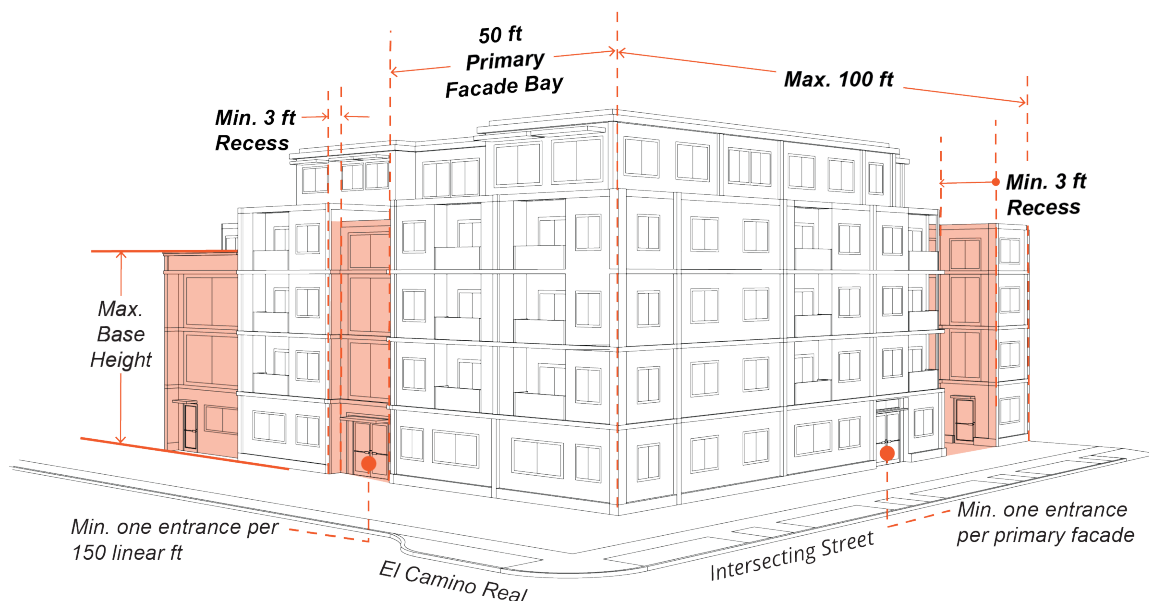 50 ft
Primary
Facade Bay
Max. 100 ft
Min. 3 ft
Recess
Min. 3 ft
Recess
Max.
Base
Height
Min. one entrance per
150 linear ft
El Camino Real
Intersecting Street
Min. one entrance
per primary facade